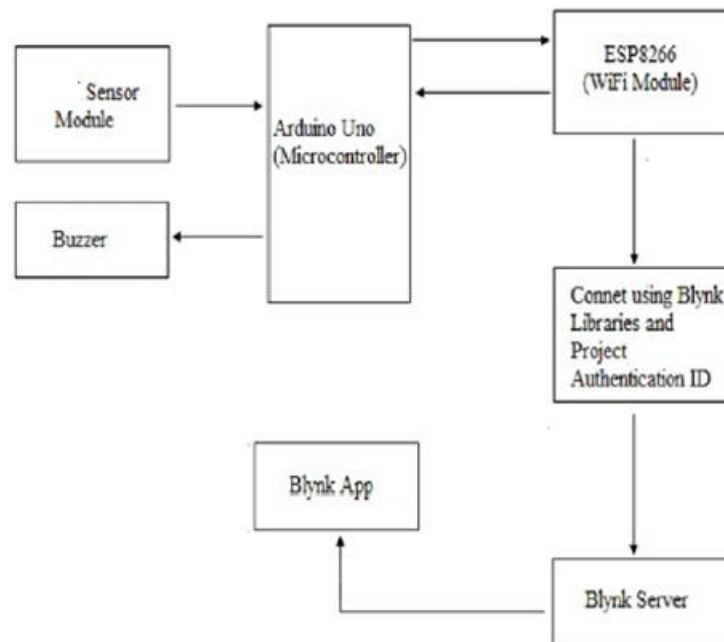 Sensor
Module
Arduino Uno
(Microcontroller)
ESP8266
(WiFi Module)
Buzzer
Connet using Blynk
Libraries and
Project
Authentication ID
Blynk App
Blynk Server